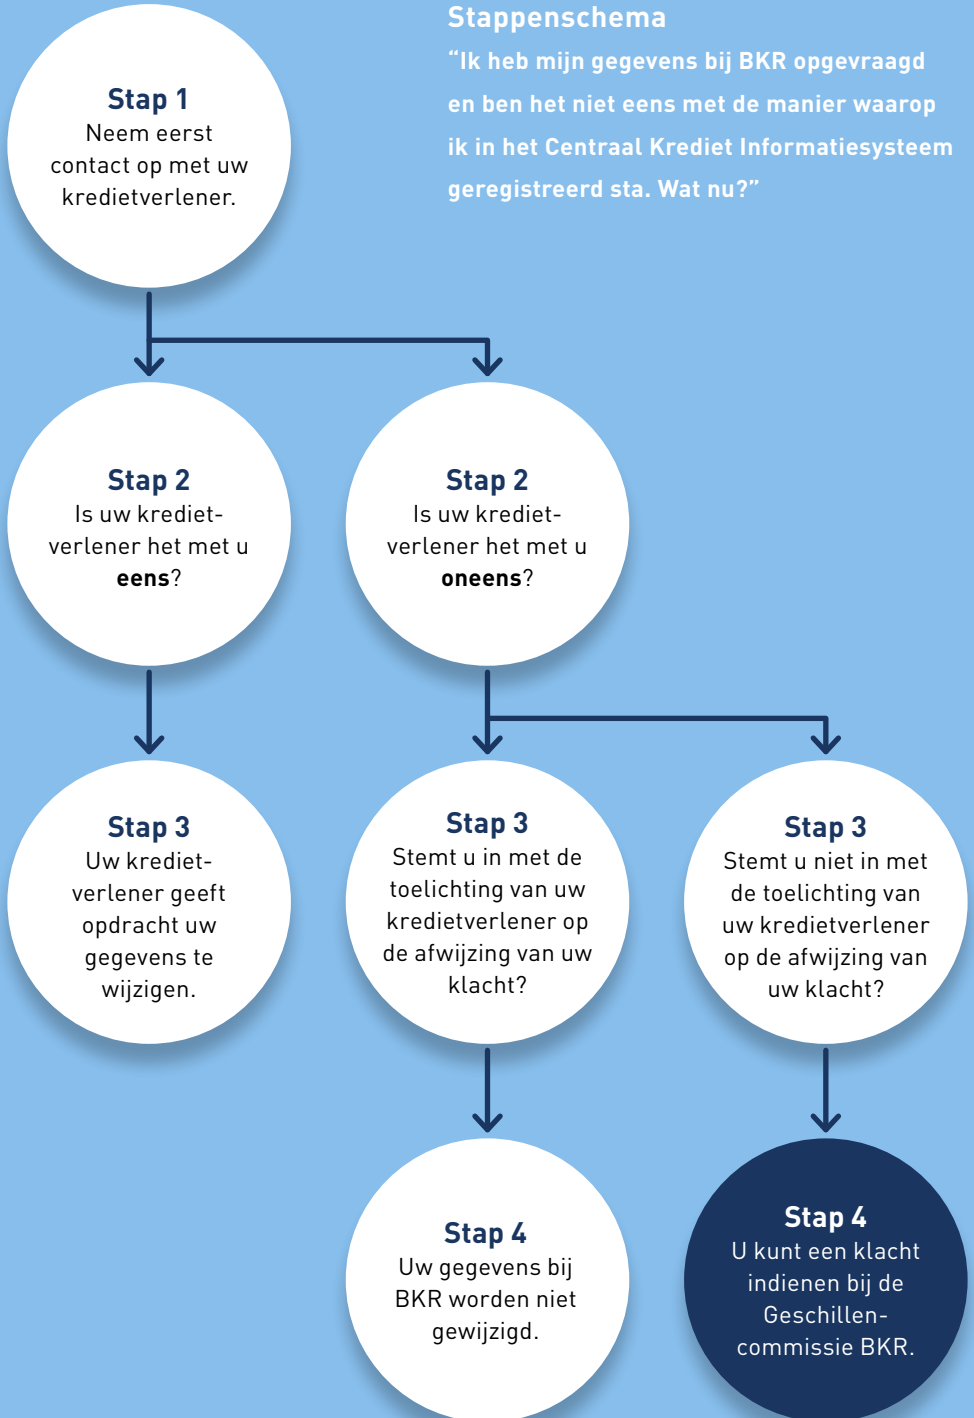 Stappenschema
“Ik heb mijn gegevens bij BKR opgevraagd
en ben het niet eens met de manier waarop
ik in het Centraal Krediet Informatiesysteem
geregistreerd sta. Wat nu?”
Stap 1
Neem eerst
contact op met uw
kredietverlener.
Stap 2
Is uw krediet-
verlener het met u
eens?
Stap 2
Is uw krediet-
verlener het met u
oneens?
Stap 3
Uw krediet-
verlener geeft
opdracht uw
gegevens te
wijzigen.
Stap 3
Stemt u in met de
toelichting van uw
kredietverlener op
de afwijzing van uw
klacht?
Stap 3
Stemt u niet in met
de toelichting van
uw kredietverlener
op de afwijzing van
uw klacht?
Stap 4
Uw gegevens bij
BKR worden niet
gewijzigd.
Stap 4
U kunt een klacht
indienen bij de
Geschillen-
commissie BKR.